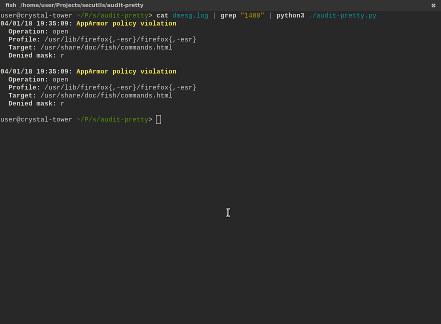 fish /home/user/Projects/secutils/audit-pretty
user@crystal-tower ~/P/s/audit-pretty> cat dmesg.log | grep "1400" | python3 ./audit-pretty.py
04/01/18 19:35:09: AppArmor policy violation
Operation: open
Profile: /usr/lib/firefox{,-esr}/firefox{,-esr}
Target: /usr/share/doc/fish/commands.html
Denied mask: r
04/01/18 19:35:09: AppArmor policy violation
Operation: open
Profile: /usr/lib/firefox{,-esr}/firefox{,-esr}
Target: /usr/share/doc/fish/commands.html
Denied mask: r
user@crystal-tower ~/P/s/audit-pretty>